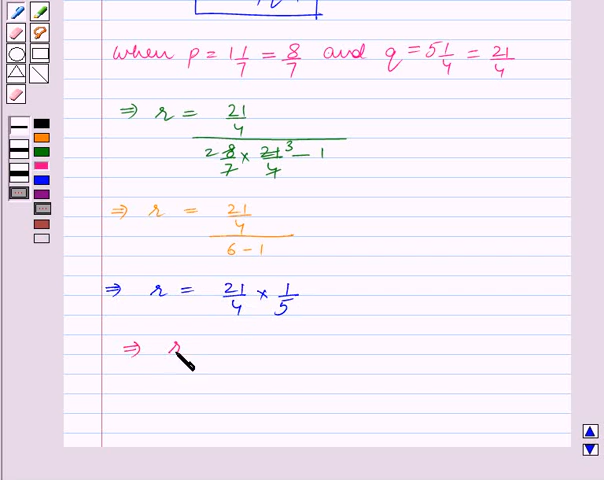 when p = 1 1/7 = 8/7 and q = 5 1/4 = 21/4
⇒ r = 21/4
2 8/7 × 21/4 3 − 1
⇒ r = 21/4
6 − 1
⇒ r = 21/4 × 1/5
⇒ r